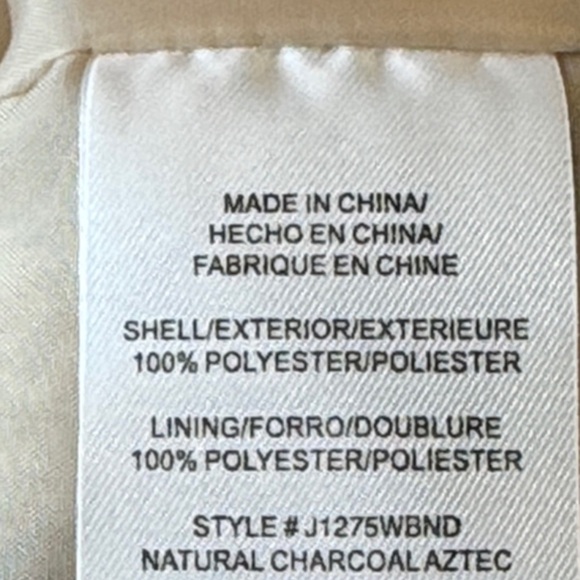 MADE IN CHINA/
HECHO EN CHINA/
FABRIQUE EN CHINE
SHELL/EXTERIOR/EXTERIEURE
100% POLYESTER/POLIESTER
LINING/FORRO/DOUBLURE
100% POLYESTER/POLIESTER
STYLE # J1275WBND
NATURAL CHARCOAL AZTEC